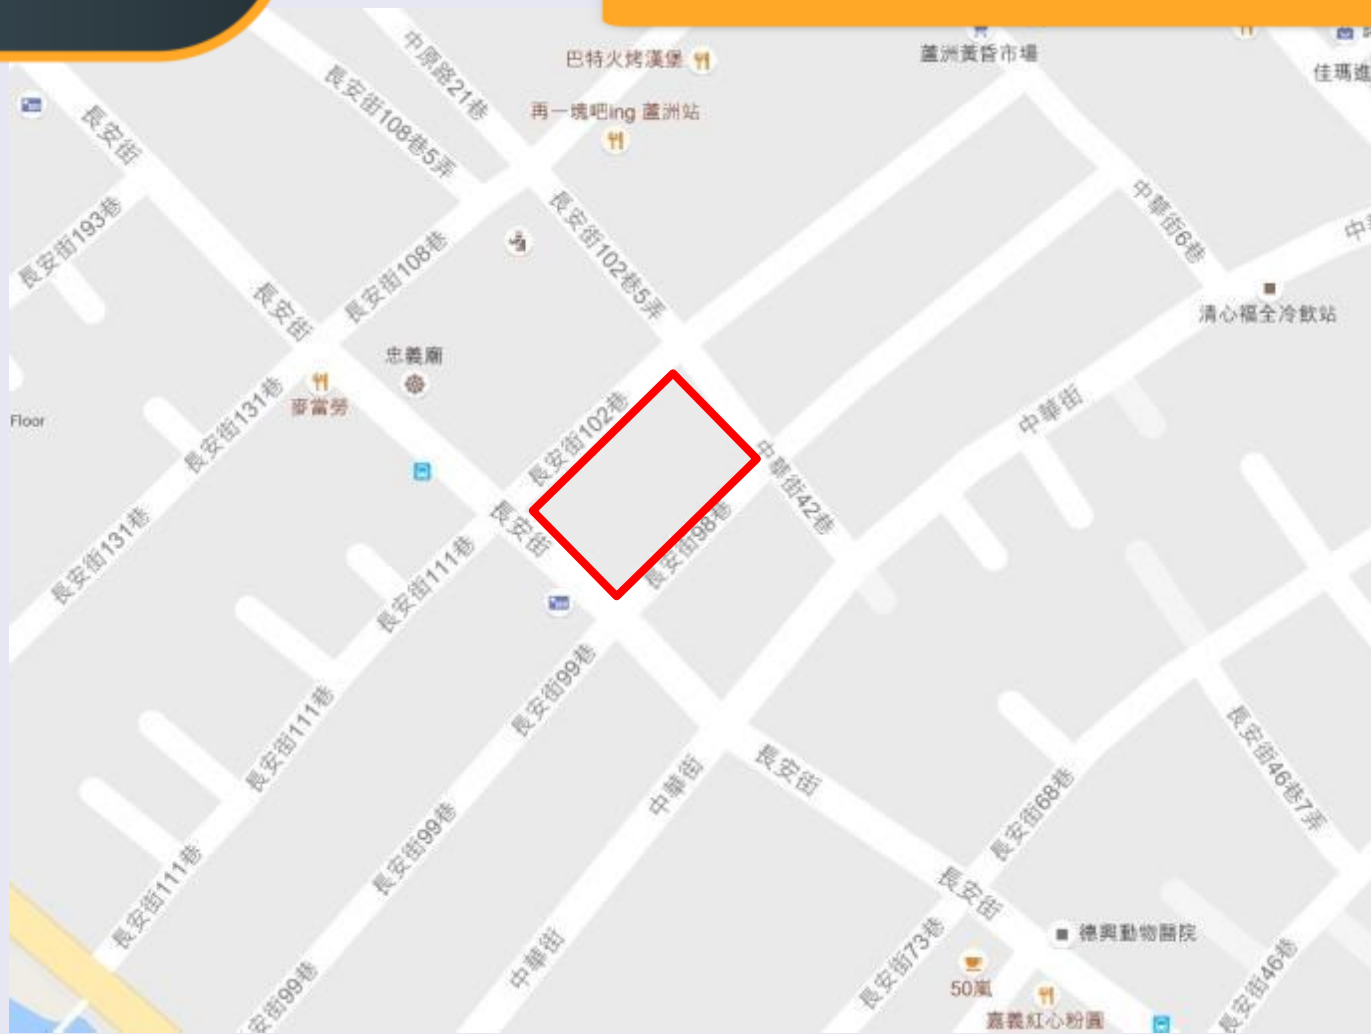 巴特火烤漢堡
蘆洲黃昏市場
中原路21巷
長安街108巷5弄
佳瑪進
再一塊吧ing 蘆洲站
長安街
長安街193巷
長安街102巷5弄
中華街6巷
長安街108巷
長安街
清心福全冷飲站
忠義廟
麥當勞
Floor
長安街131巷
長安街102巷
中華街
中華街42巷
長安街
長安街98巷
長安街131巷
長安街111巷
長安街99巷
長安街111巷
中華街
長安街
長安街46巷7弄
長安街68巷
長安街99巷
長安街111巷
長安街
中華街
長安街73巷
德興動物醫院
長安街46巷
50嵐
安街99巷
嘉義紅心粉圓